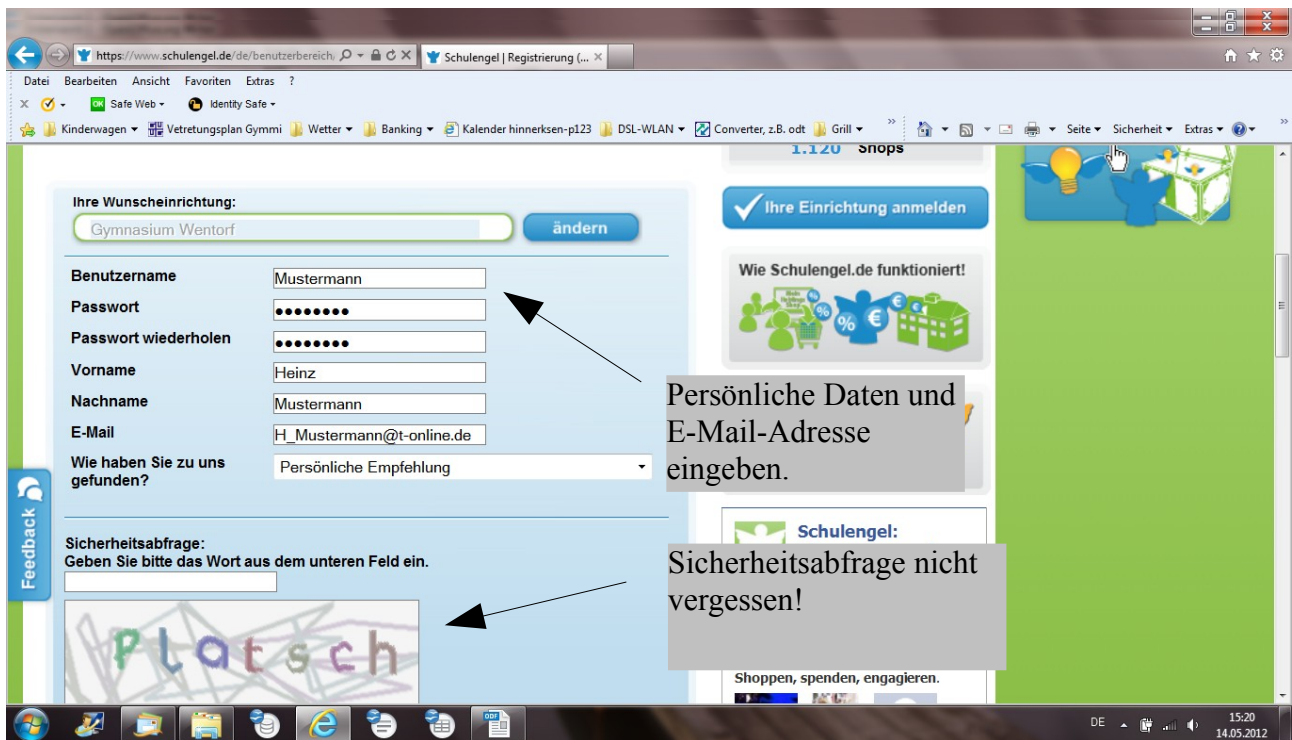 https://www.schulengel.de/de/benutzerbereich
Schulengel | Registrierung (...
Datei Bearbeiten Ansicht Favoriten Extras ?
X OK Safe Web Identity Safe
Kinderwagen Vetretungsplan Gymmi Wetter Banking Kalender hinnerksen-p123 DSL-WLAN Converter, z.B. odt Grill » Seite Sicherheit Extras »
1.120 Shops
Ihre Wunscheinrichtung:
Gymnasium Wentorf
ändern
Benutzername Mustermann
Passwort ●●●●●●●●
Passwort wiederholen ●●●●●●●●
Vorname Heinz
Nachname Mustermann
E-Mail H_Mustermann@t-online.de
Wie haben Sie zu uns
gefunden?
Persönliche Empfehlung
Sicherheitsabfrage:
Geben Sie bitte das Wort aus dem unteren Feld ein.
Platsch
Feedback
Ihre Einrichtung anmelden
Wie Schulengel.de funktioniert!
% % € €
Persönliche Daten und
E-Mail-Adresse
eingeben.
Schulengel:
Sicherheitsabfrage nicht
vergessen!
Shoppen, spenden, engagieren.
ODF
DE
15:20
14.05.2012